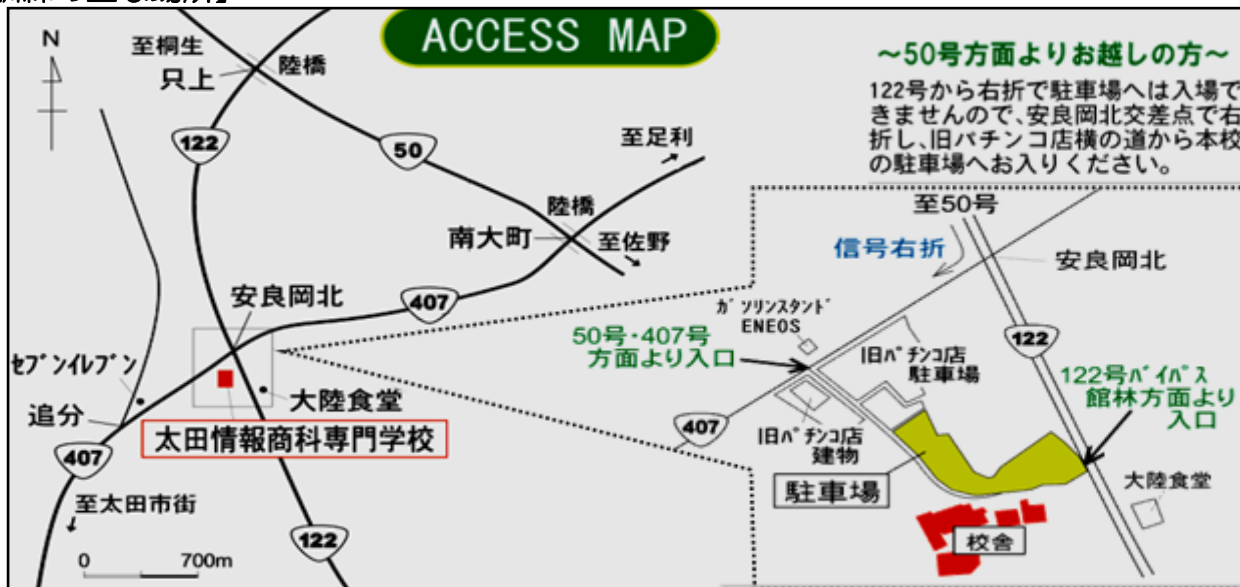 ACCESS MAP
N
至桐生
只上
陸橋
122
50
至足利
陸橋
南大町
至佐野
安良岡北
407
セブンイレブン
追分
大陸食堂
太田情報商科専門学校
407
至太田市街
122
0 700m
~50号方面よりお越しの方~
122号から右折で駐車場へは入場で
きませんので、安良岡北交差点で右
折し、旧パチンコ店横の道から本校
の駐車場へお入りください。
至50号
信号右折
安良岡北
ガソリンスタンド
ENEOS
50号・407号
方面より入口
旧パチンコ店
駐車場
122
122号バイパス
館林方面より
入口
407
旧パチンコ店
建物
駐車場
大陸食堂
校舎